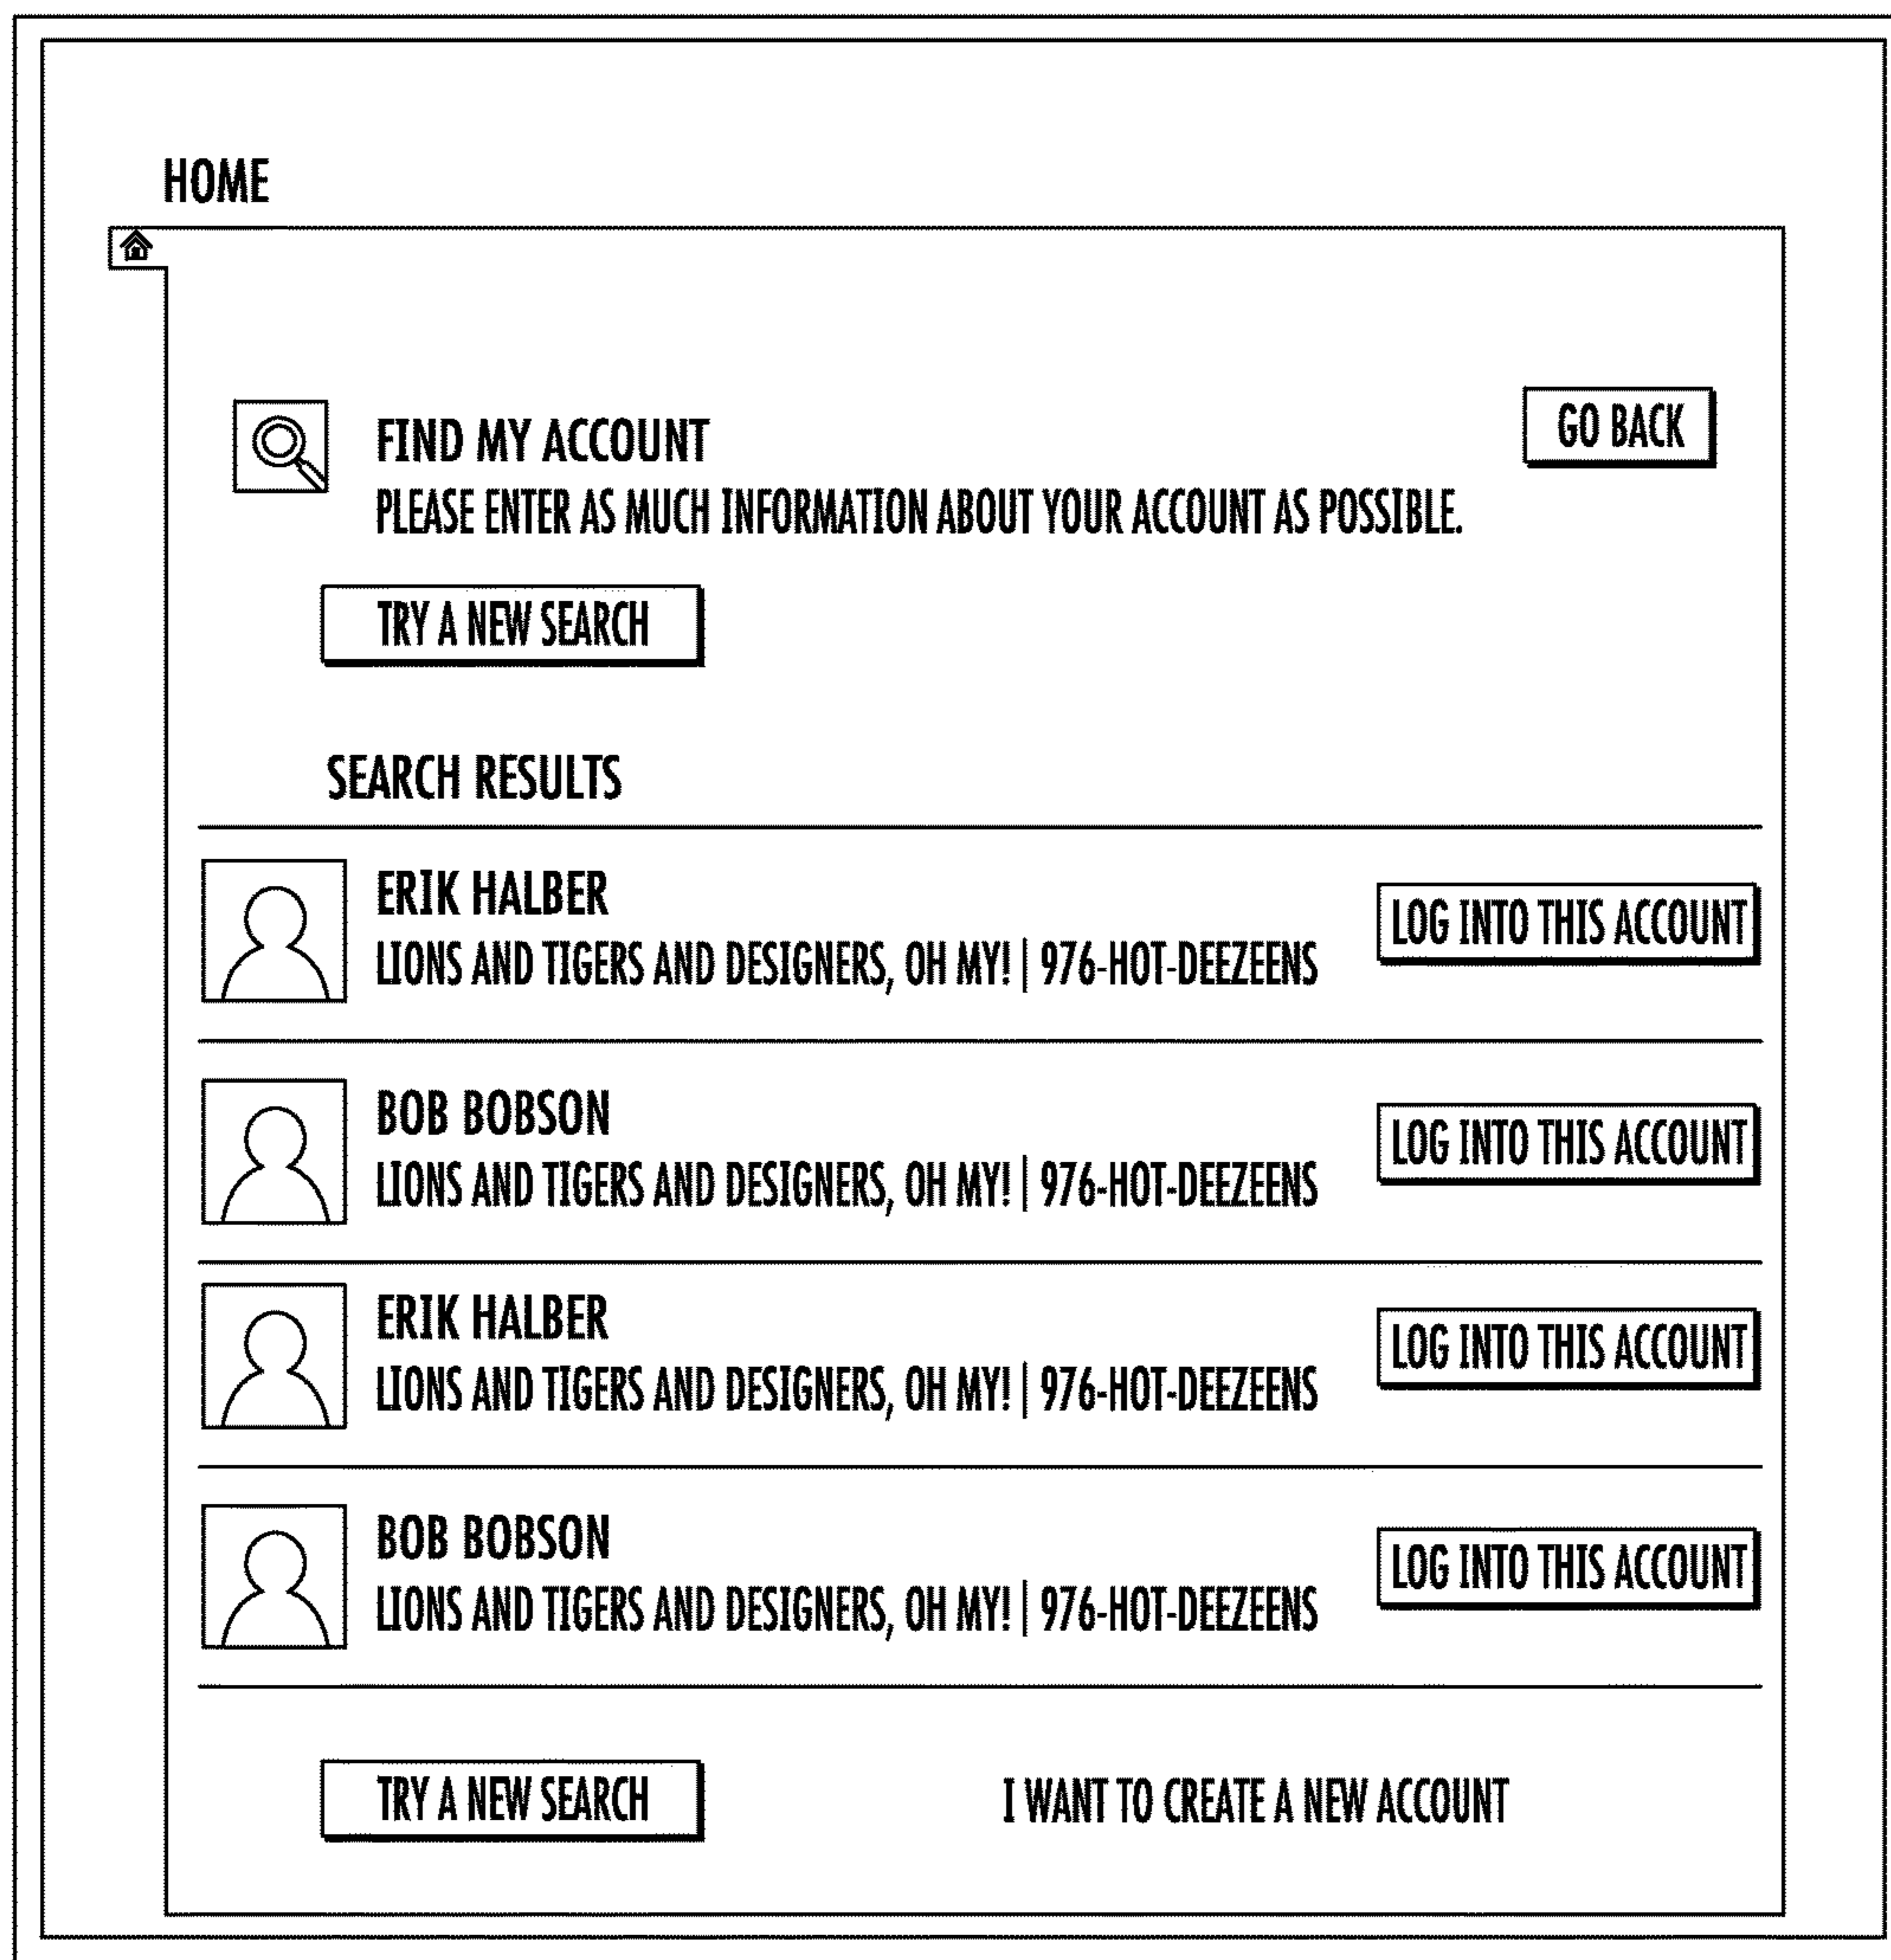 HOME
FIND MY ACCOUNT
GO BACK
PLEASE ENTER AS MUCH INFORMATION ABOUT YOUR ACCOUNT AS POSSIBLE.
TRY A NEW SEARCH
SEARCH RESULTS
ERIK HALBER
LIONS AND TIGERS AND DESIGNERS, OH MY! | 976-HOT-DEEZEENS
LOG INTO THIS ACCOUNT
BOB BOBSON
LIONS AND TIGERS AND DESIGNERS, OH MY! | 976-HOT-DEEZEENS
LOG INTO THIS ACCOUNT
ERIK HALBER
LIONS AND TIGERS AND DESIGNERS, OH MY! | 976-HOT-DEEZEENS
LOG INTO THIS ACCOUNT
BOB BOBSON
LIONS AND TIGERS AND DESIGNERS, OH MY! | 976-HOT-DEEZEENS
LOG INTO THIS ACCOUNT
TRY A NEW SEARCH
I WANT TO CREATE A NEW ACCOUNT